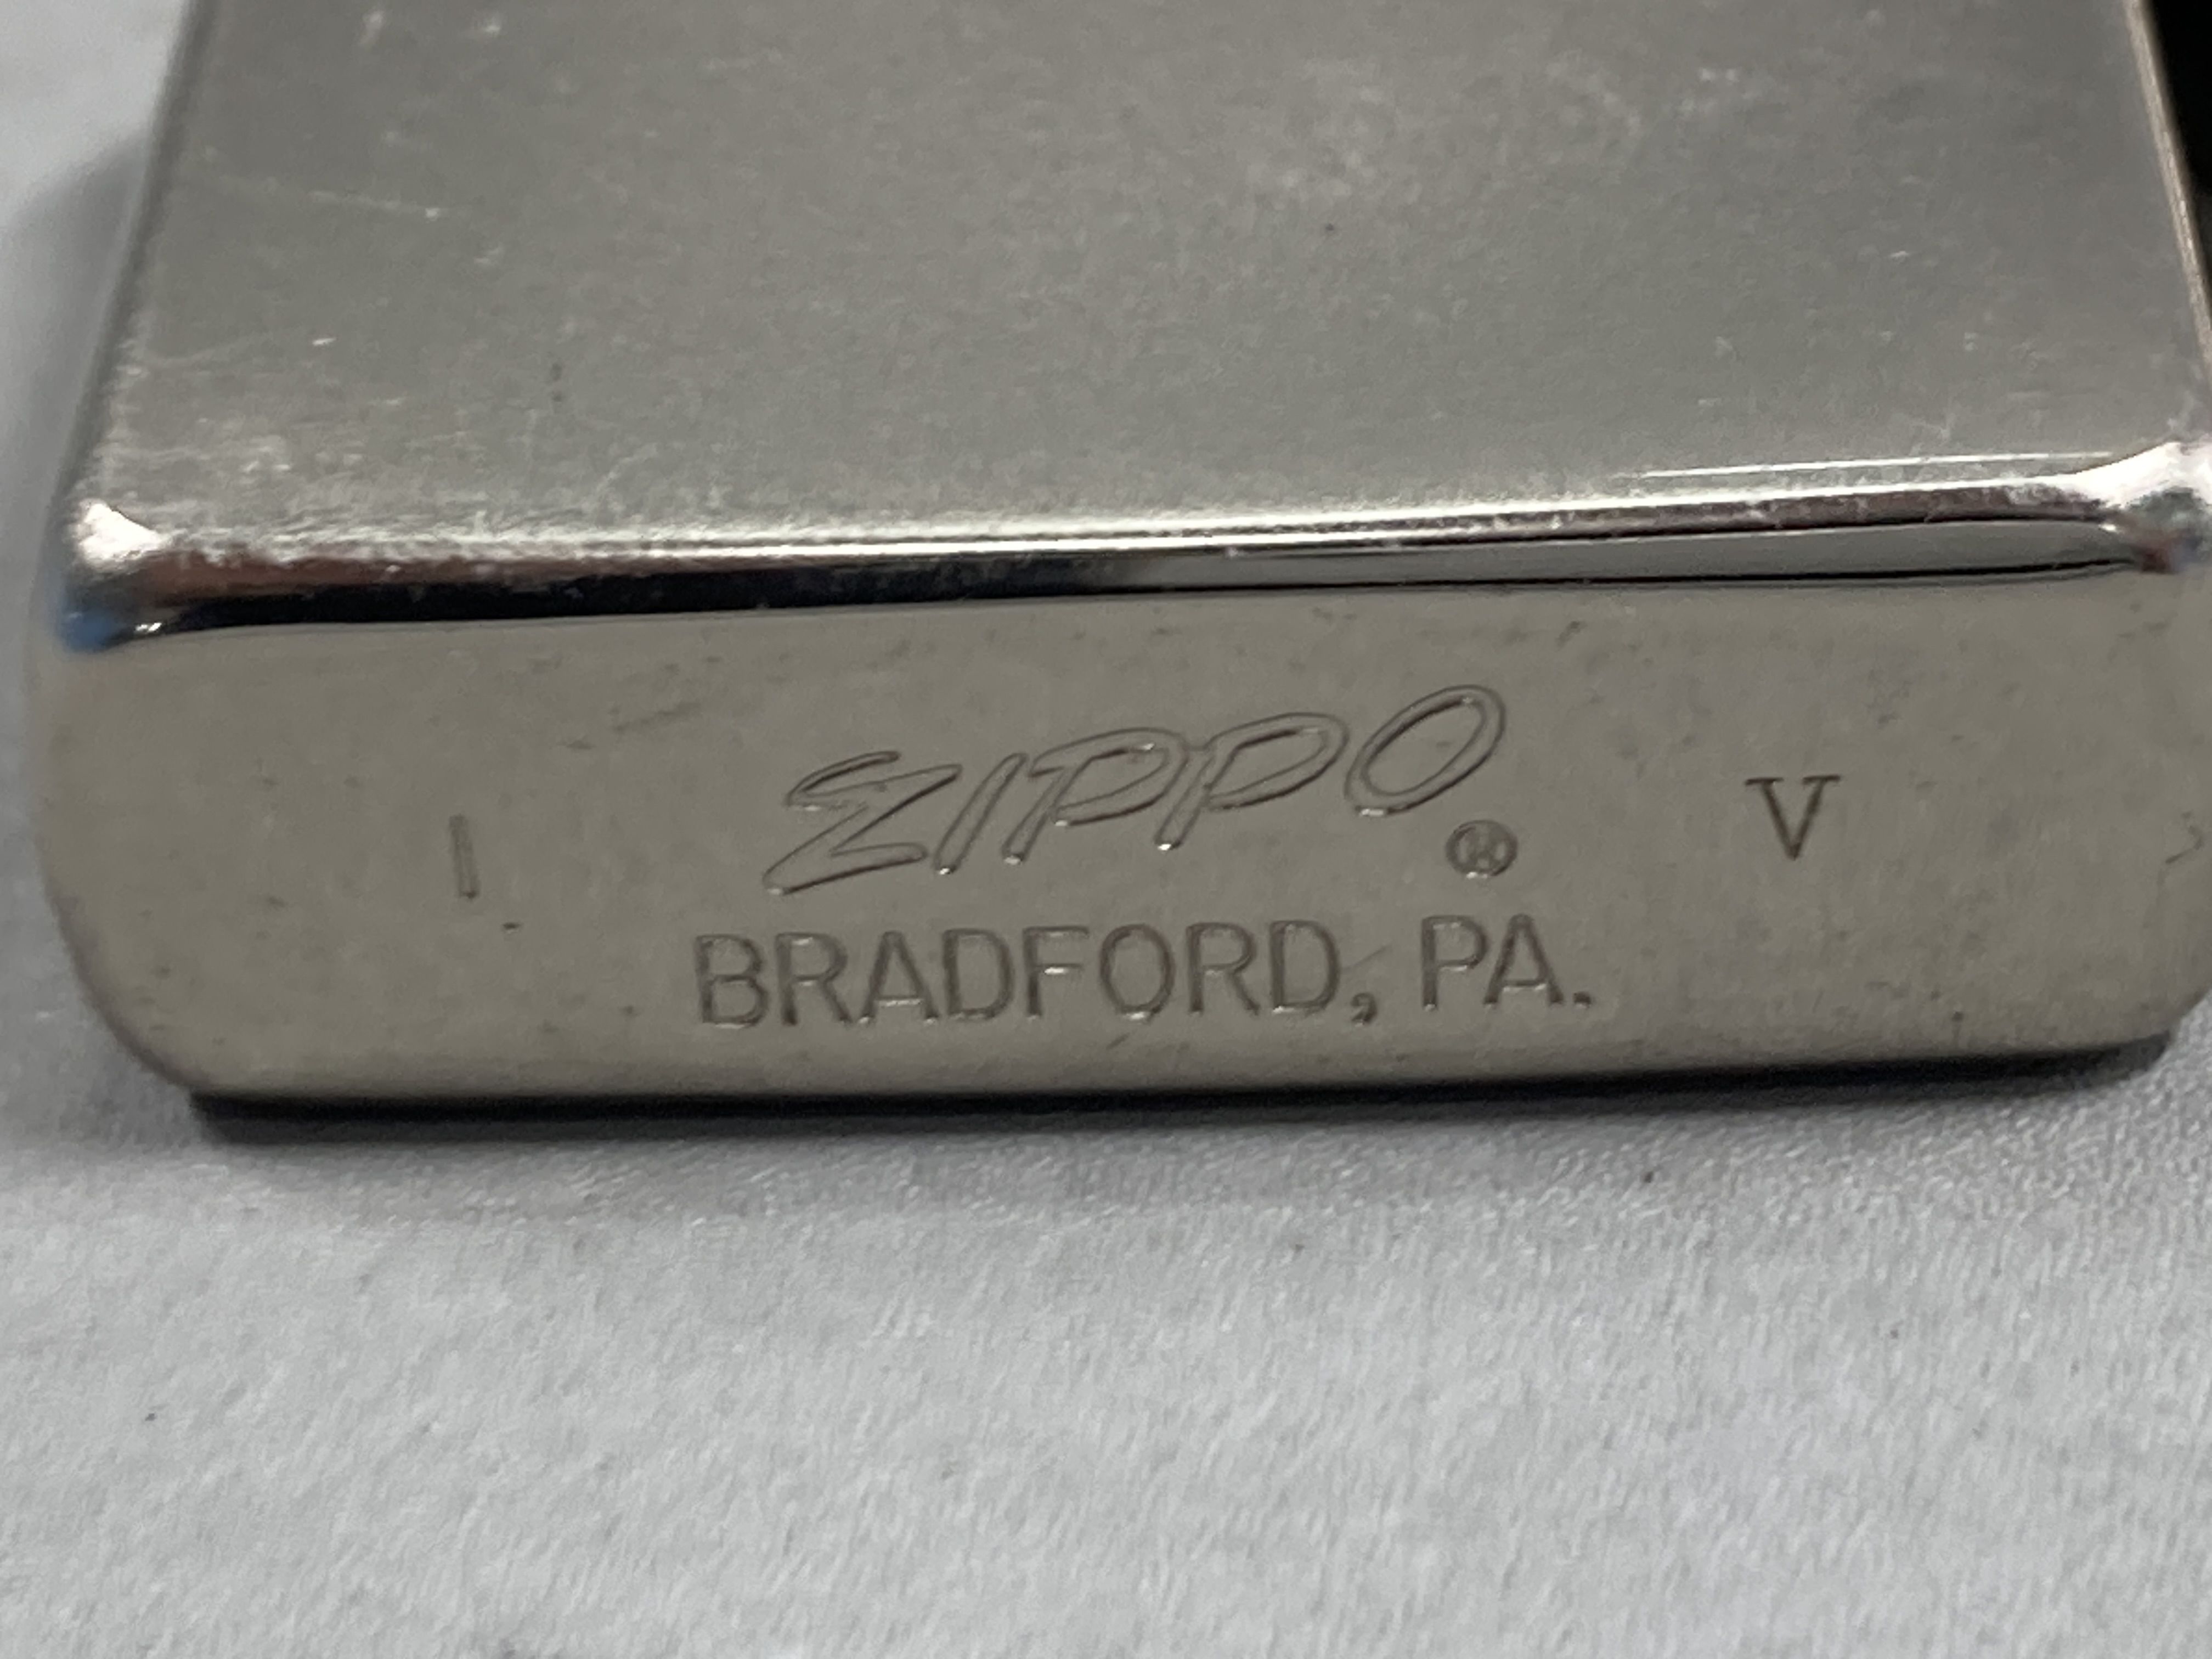 I ZIPPO ® V
BRADFORD, PA.